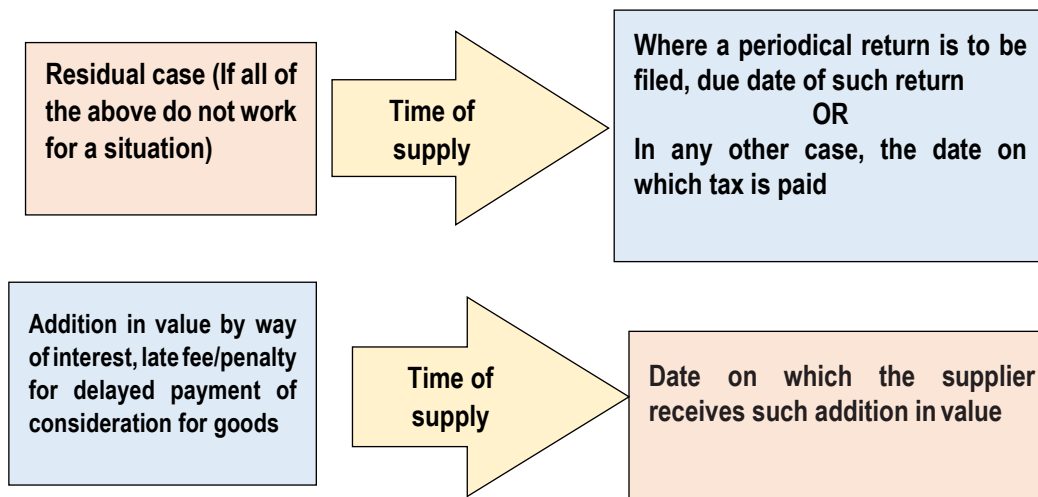 Residual case (If all of
the above do not work
for a situation)
Time of
supply
Where a periodical return is to be
filed, due date of such return
OR
In any other case, the date on
which tax is paid
Addition in value by way
of interest, late fee/penalty
for delayed payment of
consideration for goods
Time of
supply
Date on which the supplier
receives such addition in value